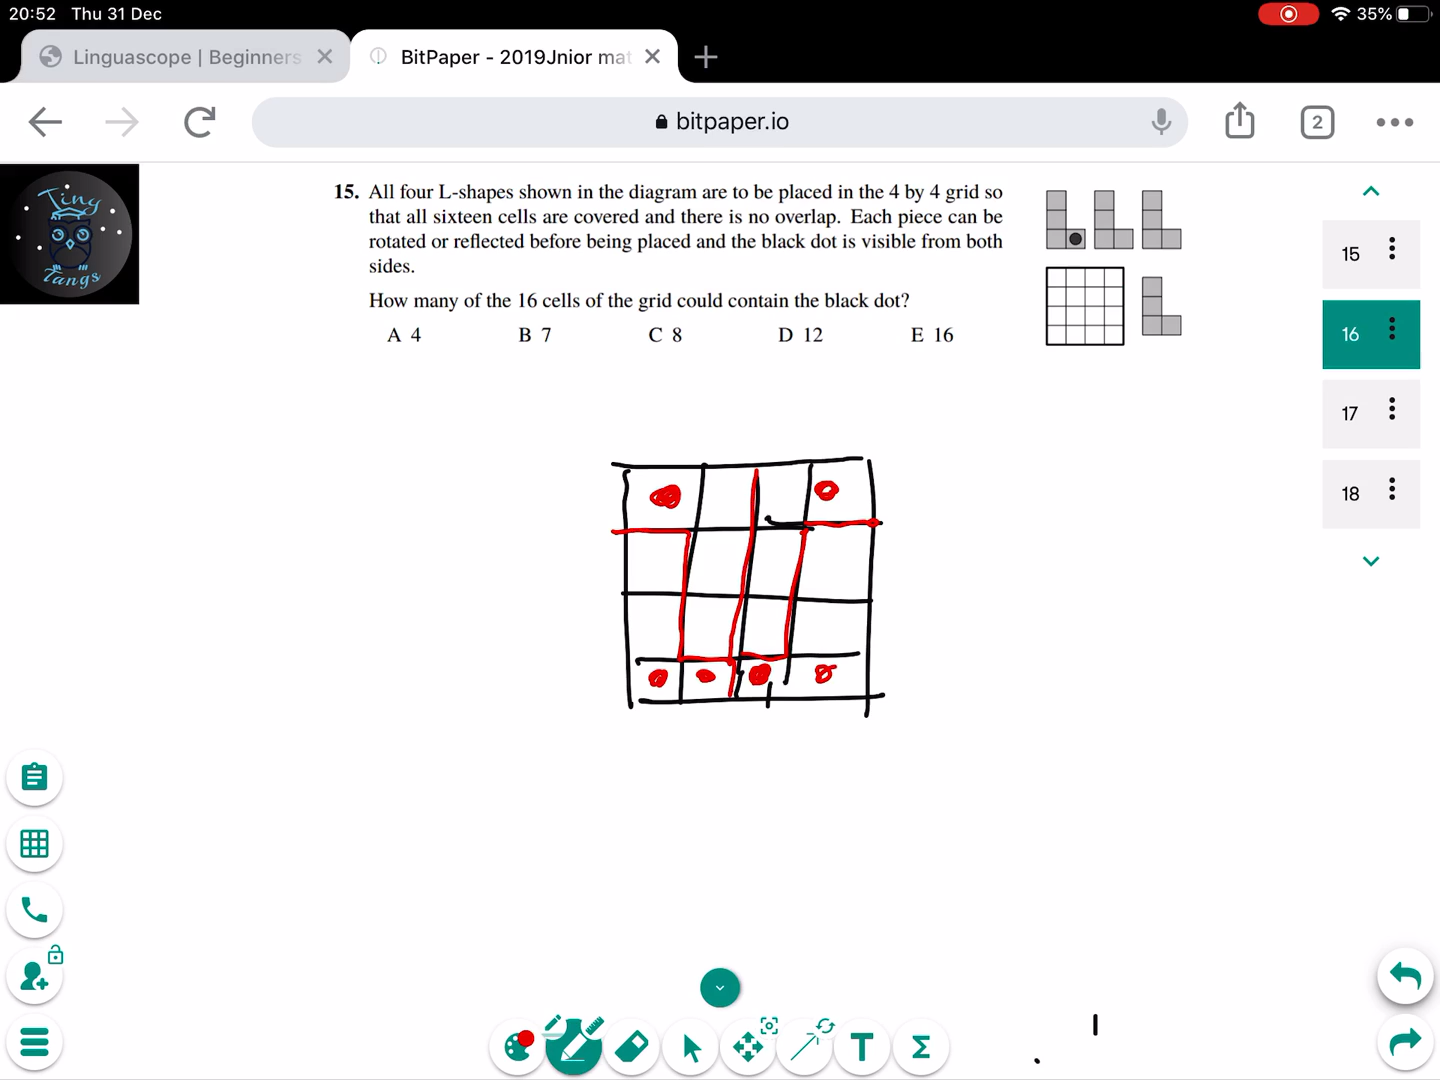 20:52 Thu 31 Dec
35%
Linguascope | Beginners
BitPaper - 2019Jnior mat
bitpaper.io
2
Tiny
Tangs
15. All four L-shapes shown in the diagram are to be placed in the 4 by 4 grid so
that all sixteen cells are covered and there is no overlap. Each piece can be
rotated or reflected before being placed and the black dot is visible from both
sides.
How many of the 16 cells of the grid could contain the black dot?
A 4 B 7 C 8 D 12 E 16
15
16
17
18
T Σ